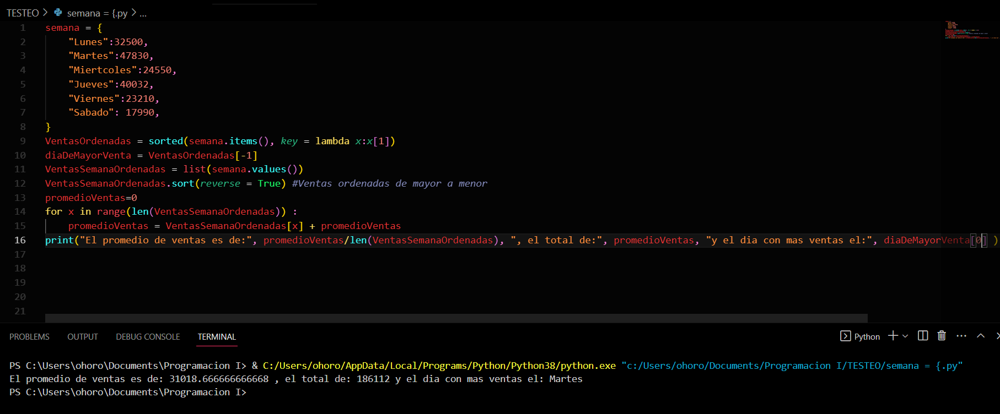 TESTEO > semana = {.py > ...
1 semana = {
2 "Lunes":32500,
3 "Martes":47830,
4 "Miertcoles":24550,
5 "Jueves":40032,
6 "Viernes":23210,
7 "Sabado": 17990,
8 }
9 VentasOrdenadas = sorted(semana.items(), key = lambda x:x[1])
10 diaDeMayorVenta = VentasOrdenadas[-1]
11 VentasSemanaOrdenadas = list(semana.values())
12 VentasSemanaOrdenadas.sort(reverse = True) #Ventas ordenadas de mayor a menor
13 promedioVentas=0
14 for x in range(len(VentasSemanaOrdenadas)) :
15 promedioVentas = VentasSemanaOrdenadas[x] + promedioVentas
16 print("El promedio de ventas es de:", promedioVentas/len(VentasSemanaOrdenadas), ", el total de:", promedioVentas, "y el dia con mas ventas el:", diaDeMayorVenta[0] )
17
18
19
20
21
PROBLEMS OUTPUT DEBUG CONSOLE TERMINAL Python
PS C:\Users\ohoro\Documents\Programacion I> & C:/Users/ohoro/AppData/Local/Programs/Python/Python38/python.exe "c:/Users/ohoro/Documents/Programacion I/TESTEO/semana = {.py"
El promedio de ventas es de: 31018.666666666668 , el total de: 186112 y el dia con mas ventas el: Martes
PS C:\Users\ohoro\Documents\Programacion I>